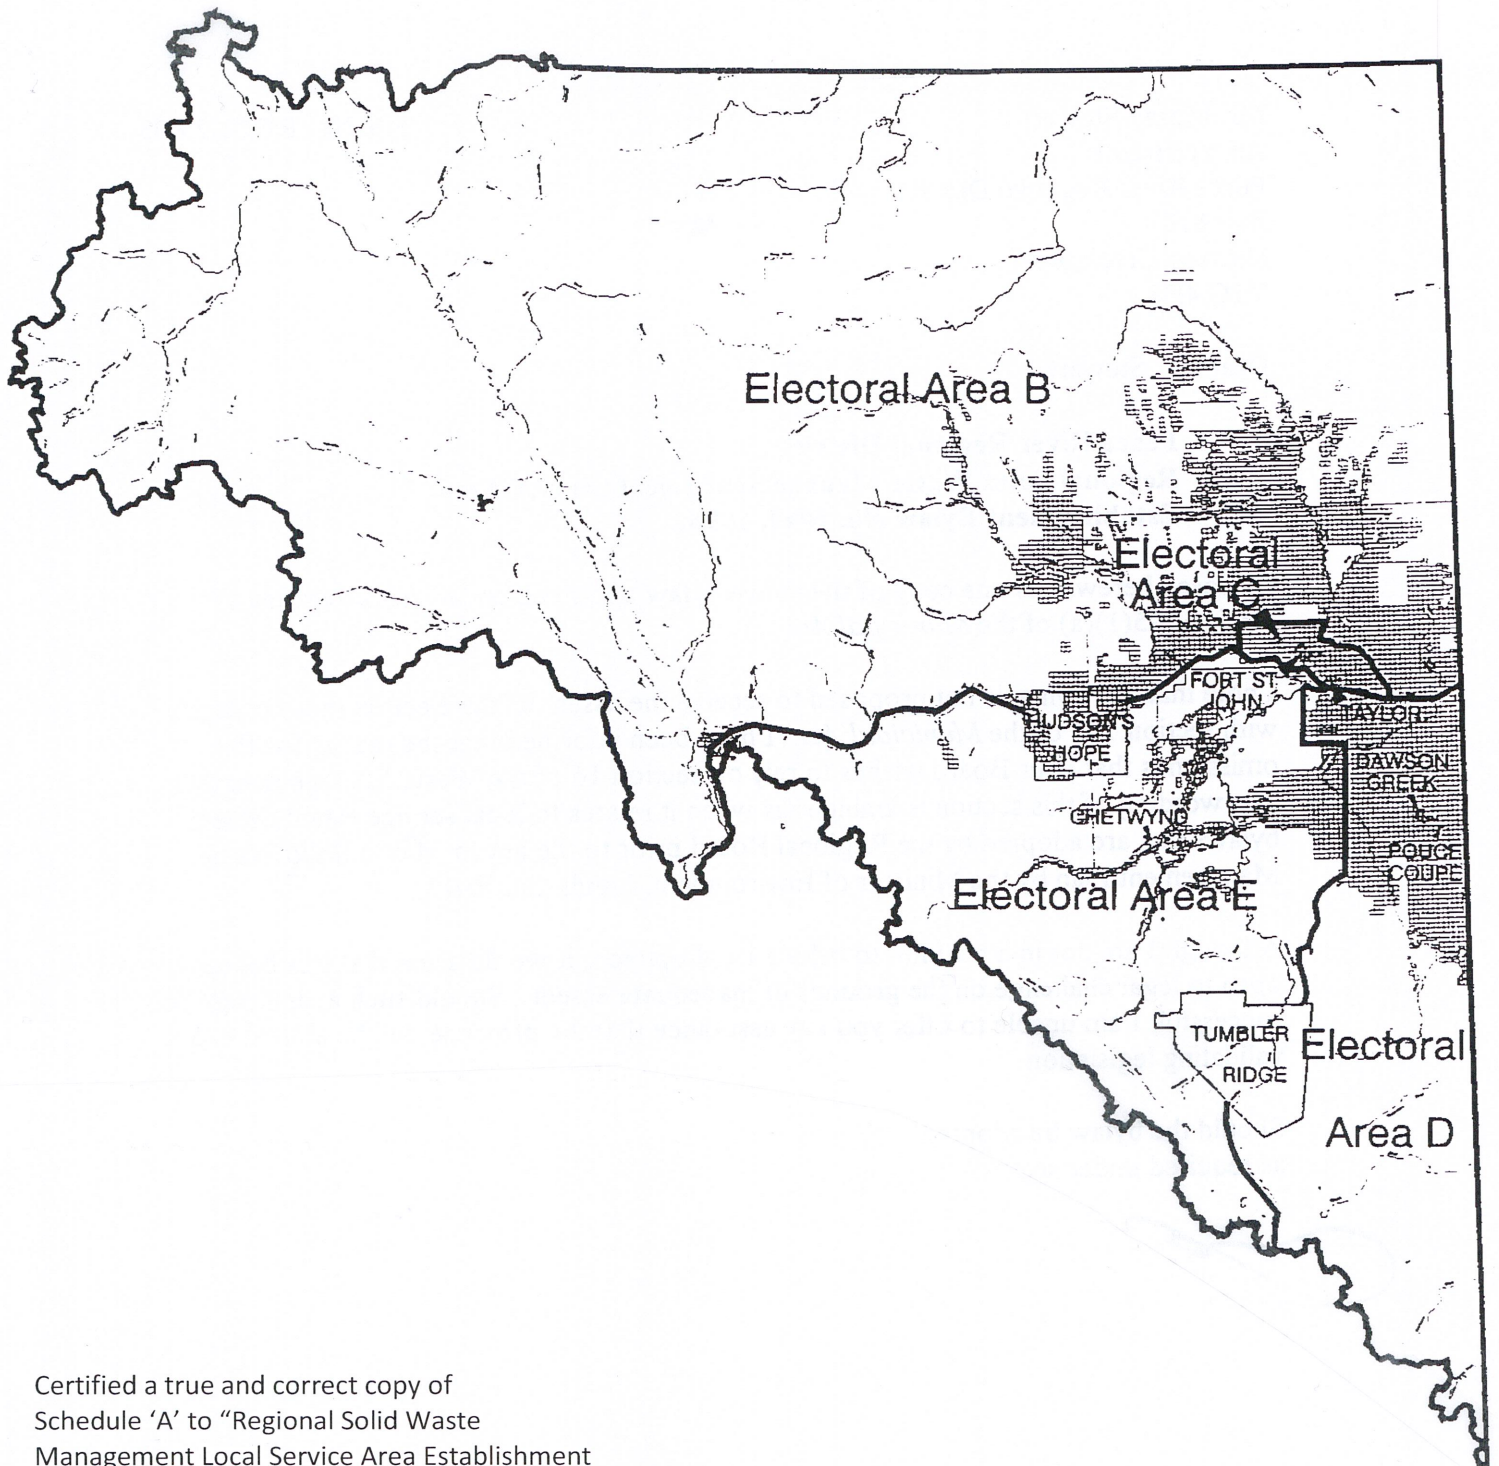 Electoral Area B
Electoral
Area C
FORT ST.
JOHN
HUDSON'S
HOPE
TAYLOR
DAWSON
CREEK
CHETWYND
POUCE
COUPE
Electoral Area E
TUMBLER
RIDGE
Electoral
Area D
Certified a true and correct copy of
Schedule ‘A’ to “Regional Solid Waste
Management Local Service Area Establishment